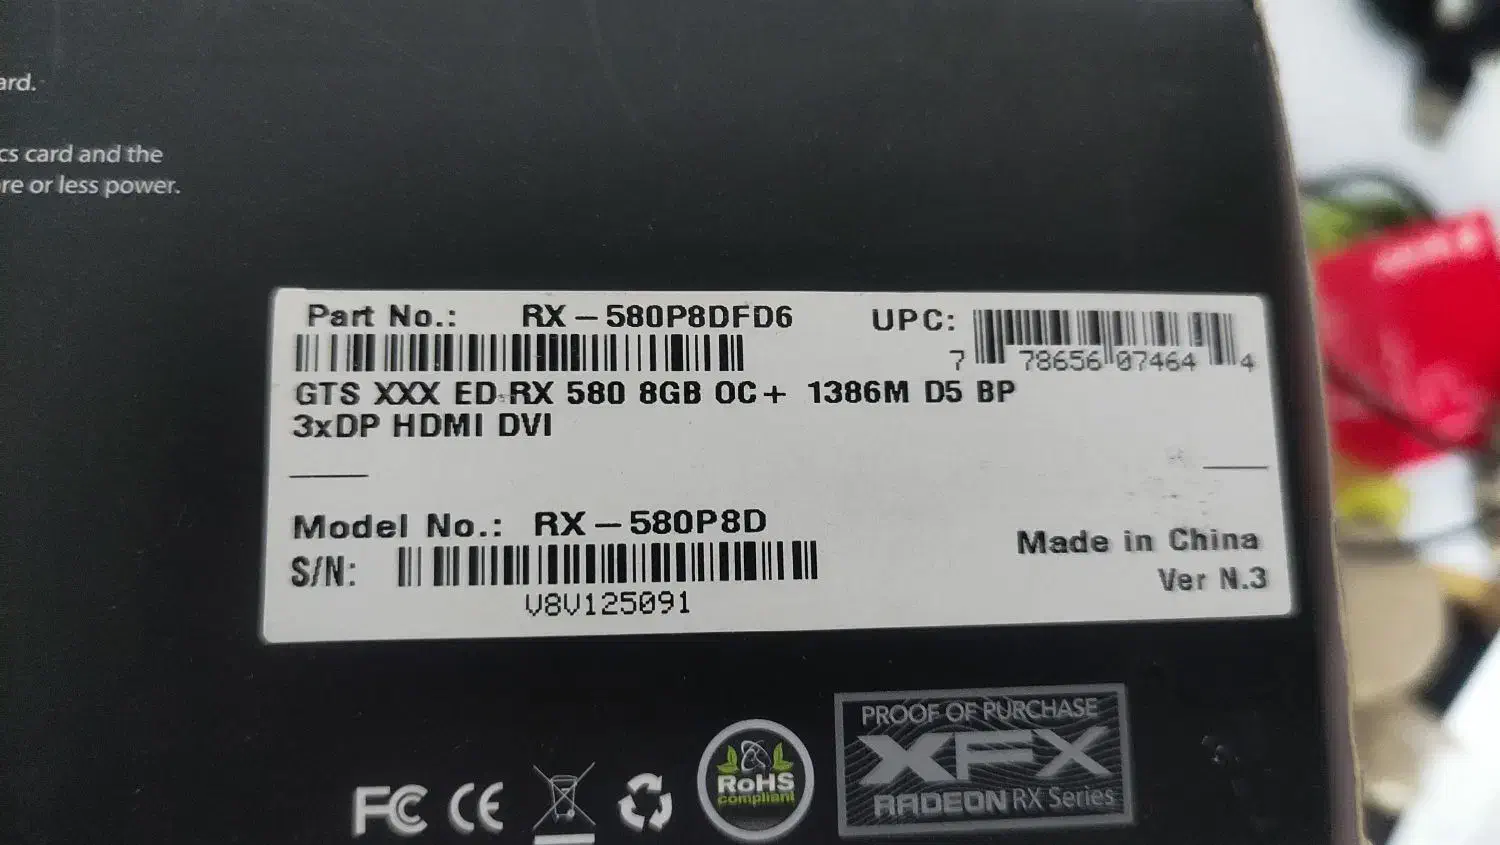 ard.
cs card and the
re or less power.
Part No.: RX-580P8DFD6 UPC:
7 78656 07464 4
GTS XXX ED RX 580 8GB OC+ 1386M D5 BP
3xDP HDMI DVI
Model No.: RX-580P8D
Made in China
S/N:
V8V125091
Ver N.3
PROOF OF PURCHASE
XFX
RADEON RX Series
RoHS
compliant
FC CE